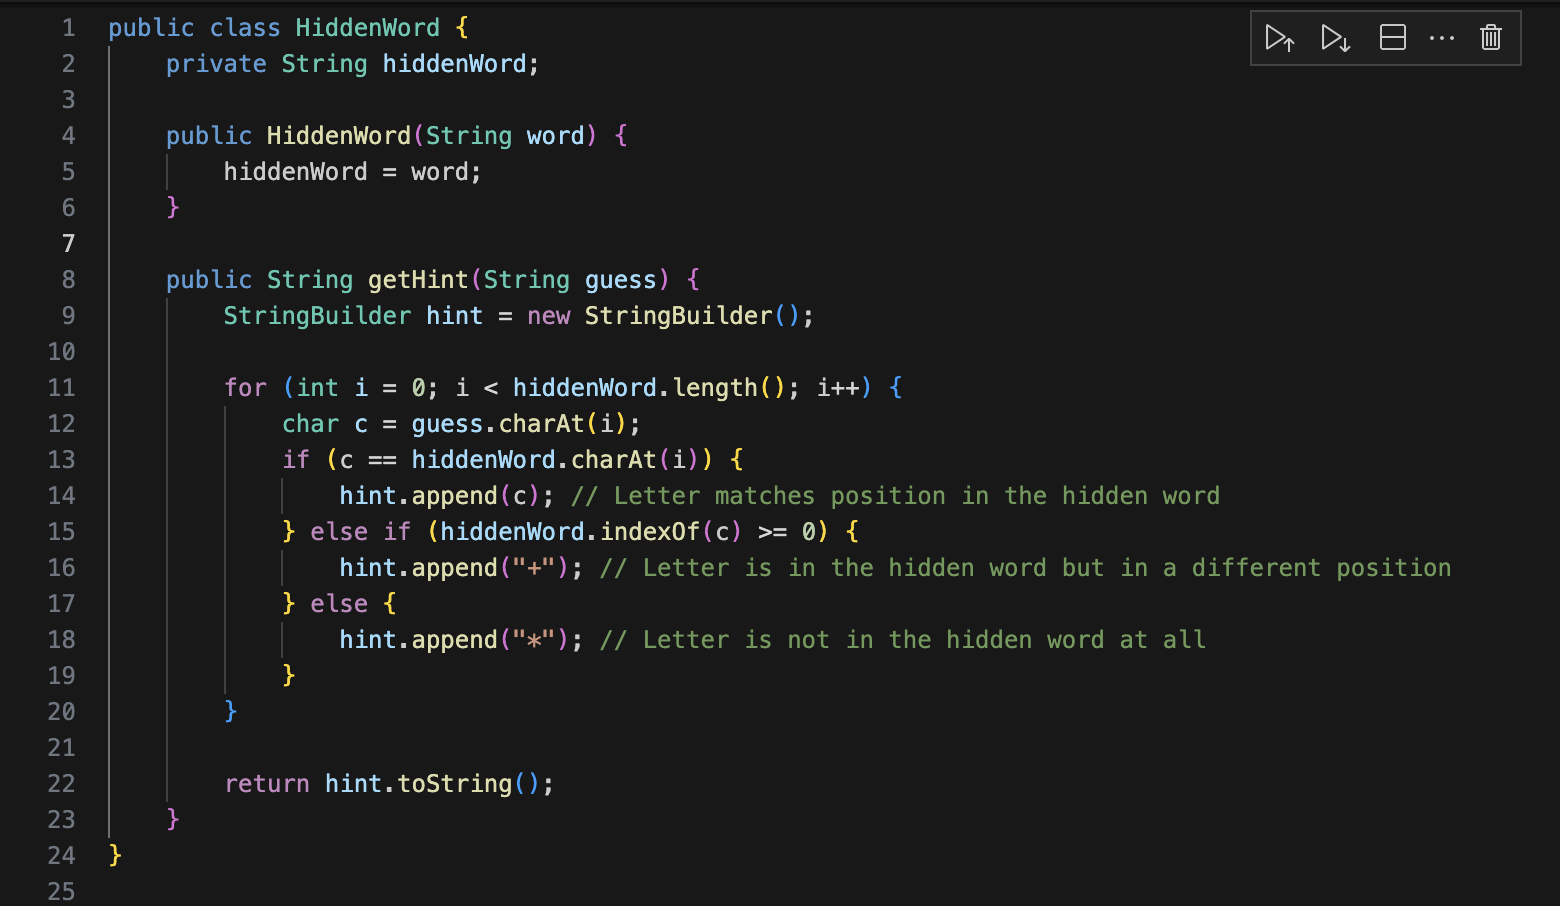 1 public class HiddenWord {
2     private String hiddenWord;
3
4     public HiddenWord(String word) {
5         hiddenWord = word;
6     }
7
8     public String getHint(String guess) {
9         StringBuilder hint = new StringBuilder();
10
11         for (int i = 0; i < hiddenWord.length(); i++) {
12             char c = guess.charAt(i);
13             if (c == hiddenWord.charAt(i)) {
14                 hint.append(c); // Letter matches position in the hidden word
15             } else if (hiddenWord.indexOf(c) >= 0) {
16                 hint.append("+"); // Letter is in the hidden word but in a different position
17             } else {
18                 hint.append("*"); // Letter is not in the hidden word at all
19             }
20         }
21
22         return hint.toString();
23     }
24 }
25